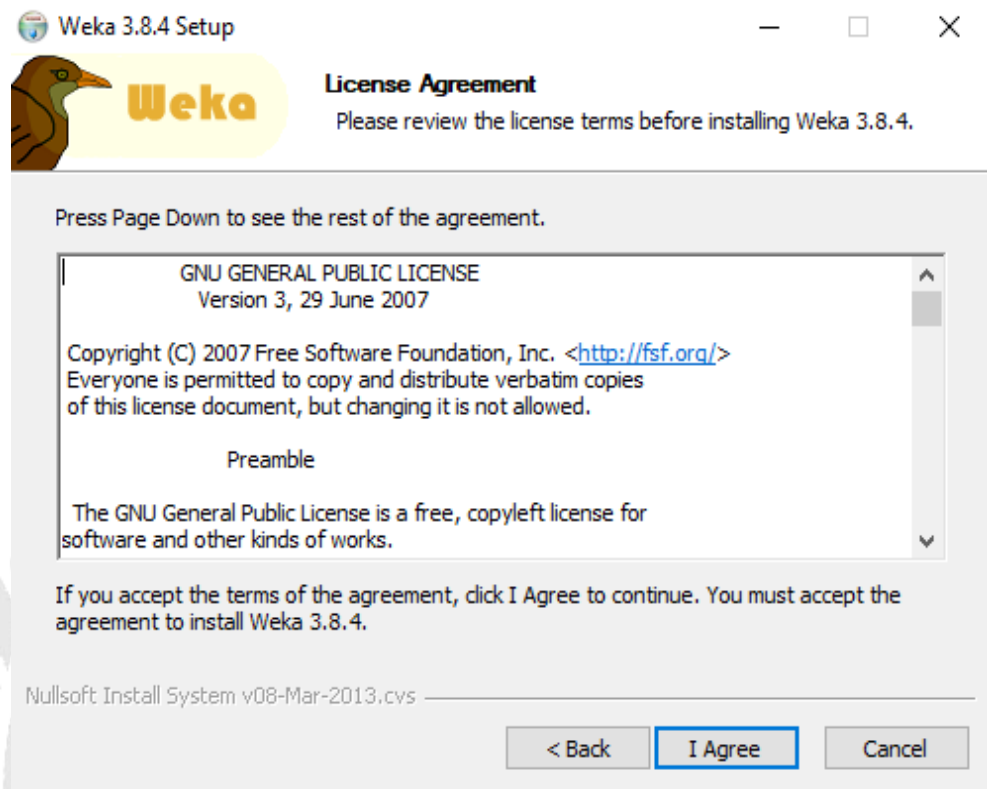 Weka 3.8.4 Setup
Weka
License Agreement
Please review the license terms before installing Weka 3.8.4.
Press Page Down to see the rest of the agreement.
GNU GENERAL PUBLIC LICENSE
Version 3, 29 June 2007
Copyright (C) 2007 Free Software Foundation, Inc. <http://fsf.org/>
Everyone is permitted to copy and distribute verbatim copies
of this license document, but changing it is not allowed.
Preamble
The GNU General Public License is a free, copyleft license for
software and other kinds of works.
If you accept the terms of the agreement, click I Agree to continue. You must accept the
agreement to install Weka 3.8.4.
Nullsoft Install System v08-Mar-2013.cvs
< Back
I Agree
Cancel